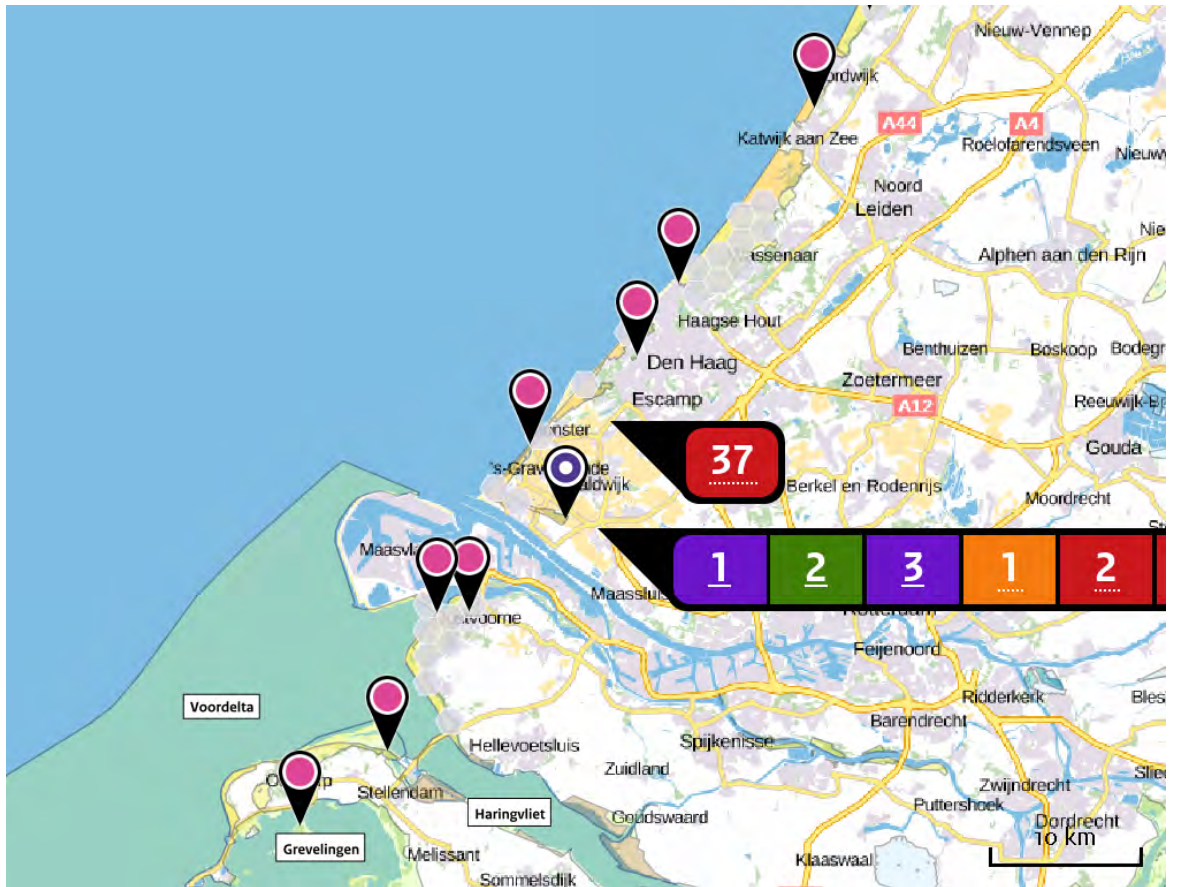 Nieuw-Vennep
A44
A4
Katwijk aan Zee
Roelofarendsveen
Noord
Leiden
Alphen aan den Rijn
Haagse Hout
Den Haag
Benthuizen
Boskoop
Zoetermeer
Escamp
A12
Gouda
37
Berkel en Rodenrijs
Moordrecht
1
2
3
1
2
Feijenoord
Voordelta
Ridderkerk
Barendrecht
Hellevoetsluis
Spijkenisse
Zuidland
Zwijndrecht
Stellendam
Puttershoek
Haringvliet
Goudswaard
Dordrecht
10 km
Grevelingen
Melissant
Klaaswaal
Sommelsdijk